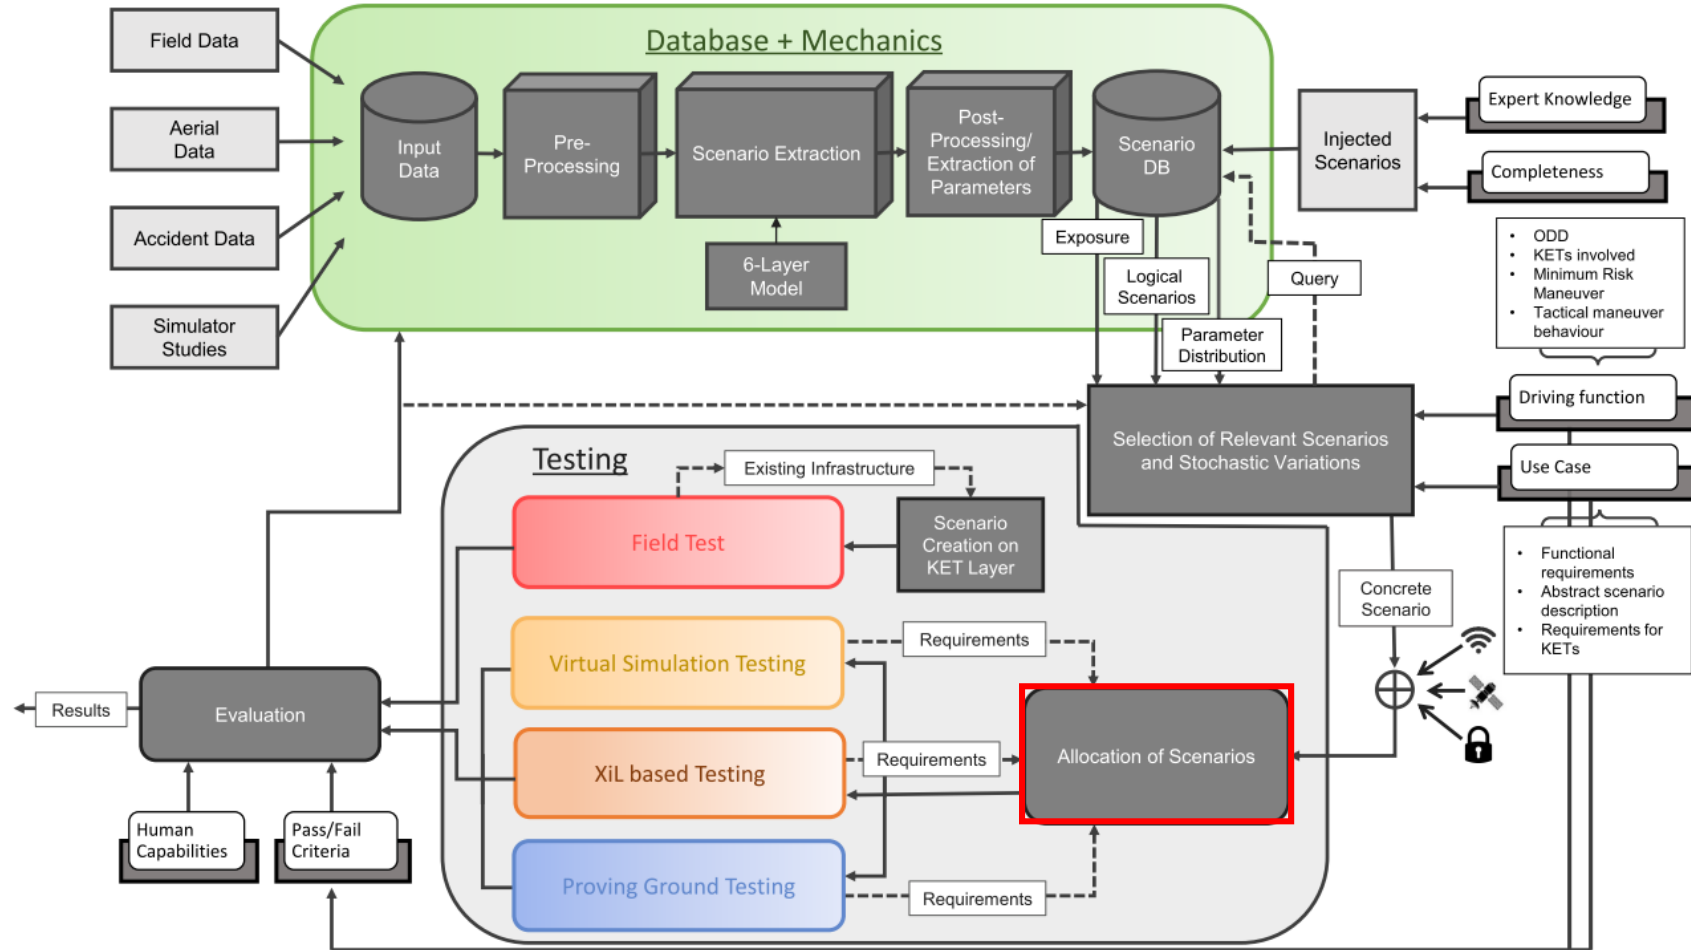 Database + Mechanics
Field Data
Aerial
Data
Accident Data
Simulator
Studies
Input
Data
Pre-
Processing
Scenario Extraction
6-Layer
Model
Post-
Processing/
Extraction of
Parameters
Scenario
DB
Injected
Scenarios
Expert Knowledge
Completeness
Exposure
Logical
Scenarios
Parameter
Distribution
Query
• ODD
• KETs involved
• Minimum Risk
Maneuver
• Tactical maneuver
behaviour
Driving function
Use Case
Selection of Relevant Scenarios
and Stochastic Variations
• Functional
requirements
• Abstract scenario
description
• Requirements for
KETs
Concrete
Scenario
Testing
Existing Infrastructure
Field Test
Scenario
Creation on
KET Layer
Virtual Simulation Testing
Requirements
XiL based Testing
Requirements
Allocation of Scenarios
Proving Ground Testing
Requirements
Results
Evaluation
Human
Capabilities
Pass/Fail
Criteria